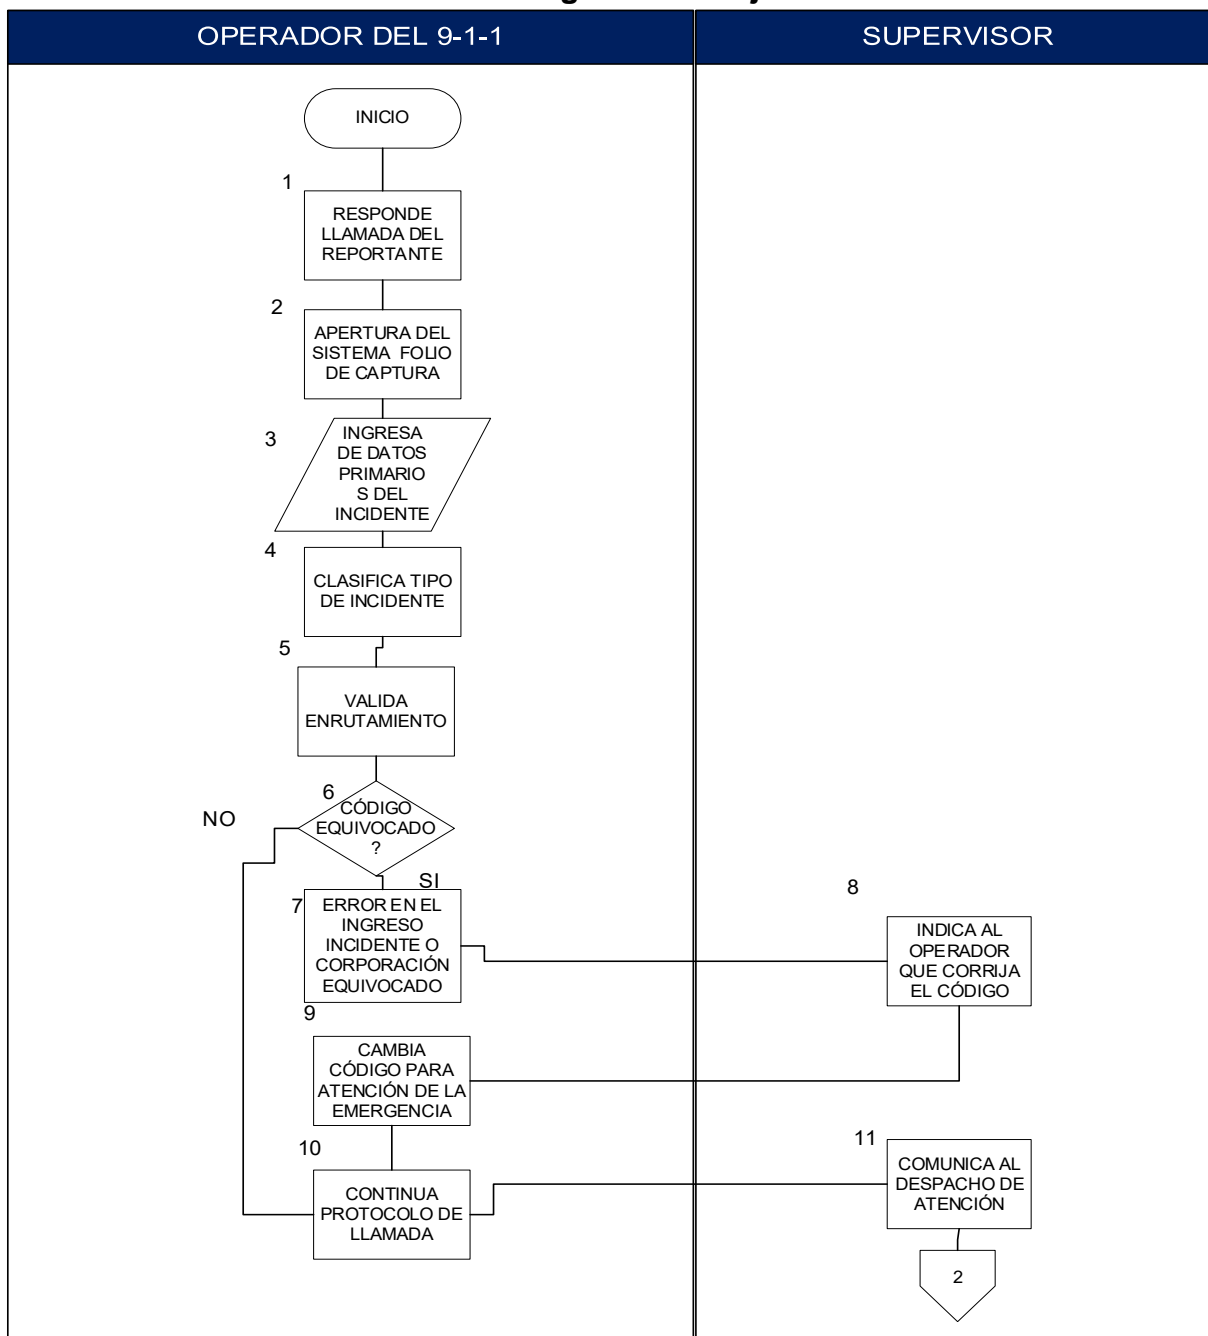 OPERADOR DEL 9-1-1
SUPERVISOR
INICIO
1
RESPONDE
LLAMADA DEL
REPORTANTE
2
APERTURA DEL
SISTEMA FOLIO
DE CAPTURA
3
INGRESA
DE DATOS
PRIMARIO
S DEL
INCIDENTE
4
CLASIFICA TIPO
DE INCIDENTE
5
VALIDA
ENRUTAMIENTO
6
CÓDIGO
EQUIVOCADO
?
NO
SI
7
ERROR EN EL
INGRESO
INCIDENTE O
CORPORACIÓN
EQUIVOCADO
8
INDICA AL
OPERADOR
QUE CORRIJA
EL CÓDIGO
9
CAMBIA
CÓDIGO PARA
ATENCIÓN DE LA
EMERGENCIA
10
CONTINUA
PROTOCOLO DE
LLAMADA
11
COMUNICA AL
DESPACHO DE
ATENCIÓN
2